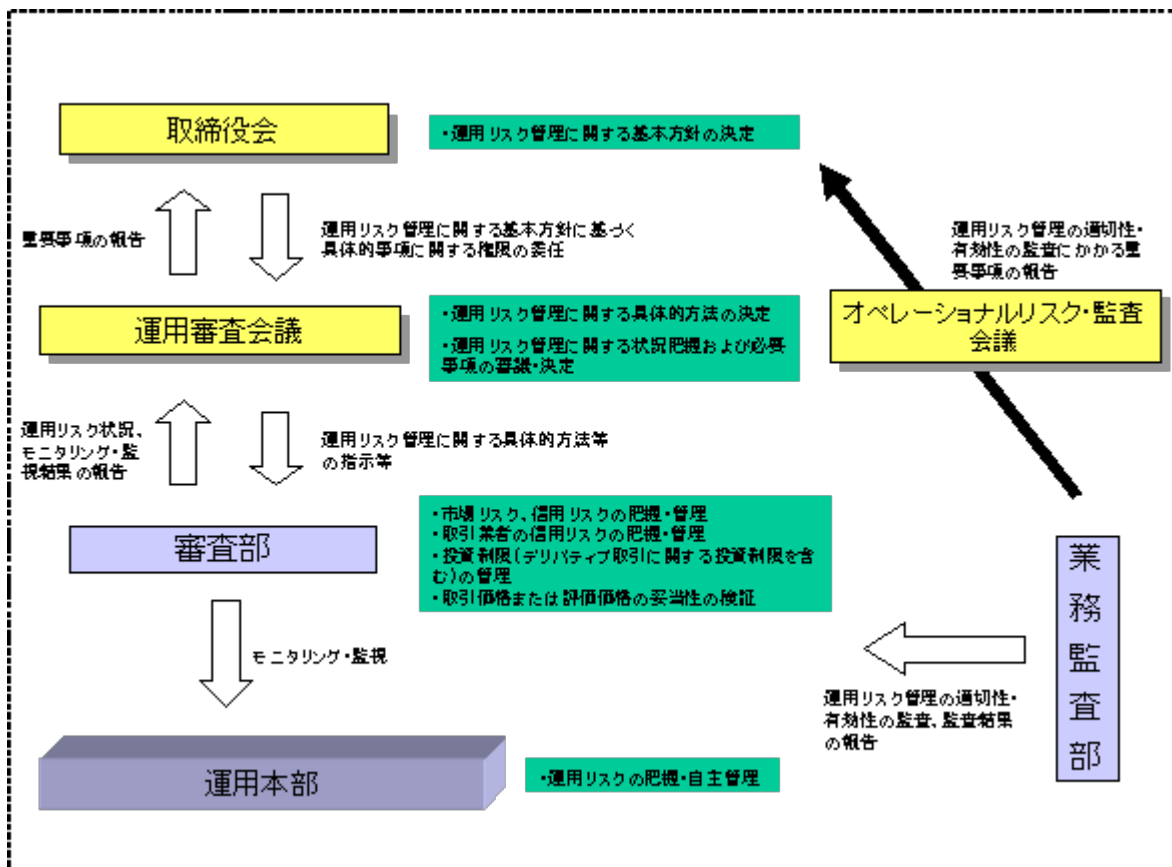 取締役会
・運用リスク管理に関する基本方針の決定
重要事項の報告
運用リスク管理に関する基本方針に基づく
具体的事項に関する権限の委任
運用リスク管理の適切性・
有効性の監査にかかる重
要事項の報告
運用審査会議
・運用リスク管理に関する具体的方法の決定
・運用リスク管理に関する状況把握および必要
事項の審議・決定
オペレーショナルリスク・監査
会議
運用リスク状況、
モニタリング・監
視結果の報告
運用リスク管理に関する具体的方法等
の指示等
審査部
・市場リスク、信用リスクの把握・管理
・取引業者の信用リスクの把握・管理
・投資制限(デリバティブ取引に関する投資制限を含
む)の管理
・取引価格または評価価格の妥当性の検証
業務監査部
モニタリング・監視
運用リスク管理の適切性・
有効性の監査、監査結果
の報告
運用本部
・運用リスクの把握・自主管理